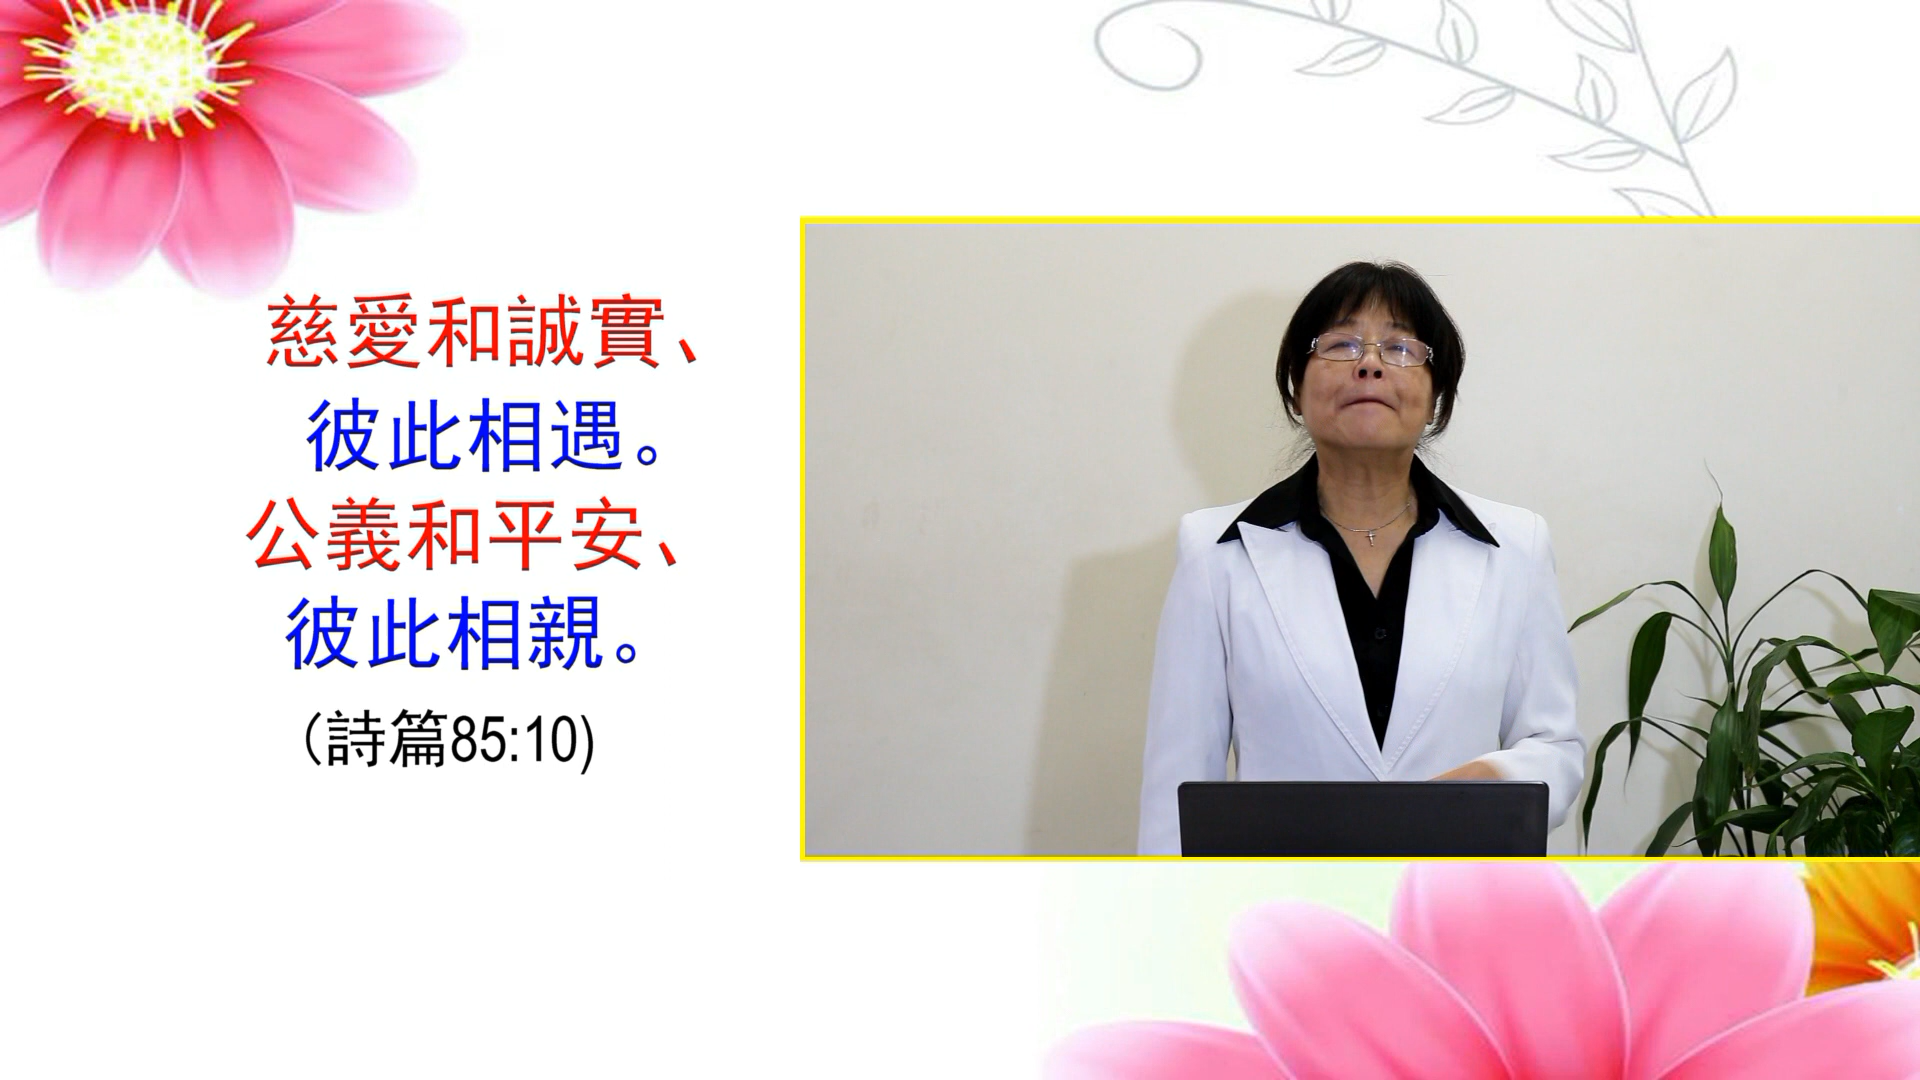 慈愛和誠實、
彼此相遇。
公義和平安、
彼此相親。
(詩篇85:10)